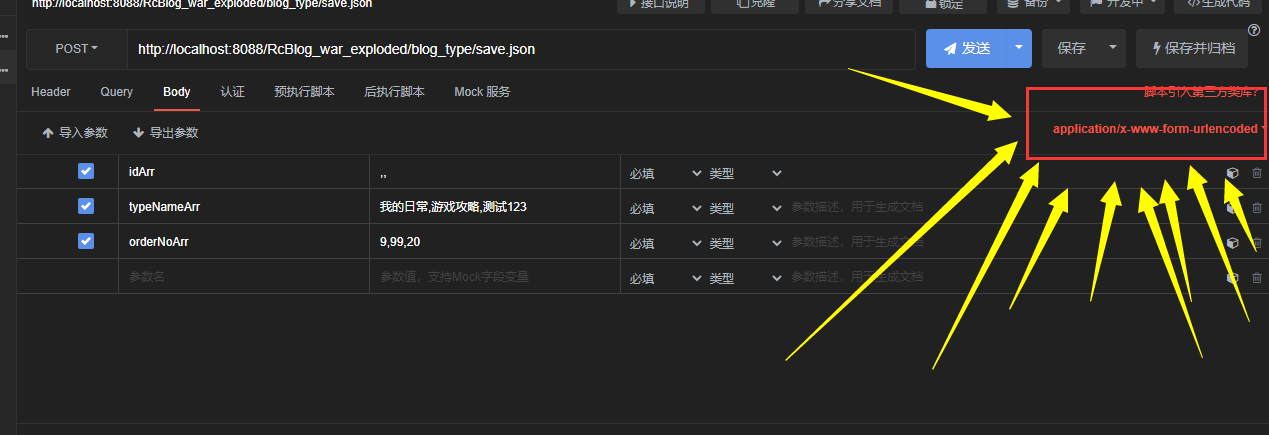 http://localhost:8088/RcBlog_war_exploded/blog_type/save.json
接口说明 克隆 分享文档 锁定 备份 开发中 </>生成代码
POST http://localhost:8088/RcBlog_war_exploded/blog_type/save.json 发送 保存 保存并归档
Header Query Body 认证 预执行脚本 后执行脚本 Mock 服务 脚本引入第三方类库?
导入参数 导出参数 application/x-www-form-urlencoded
idArr ,, 必填 类型
typeNameArr 我的日常,游戏攻略,测试123 必填 类型 参数描述，用于生成文档
orderNoArr 9,99,20 必填 类型 参数描述，用于生成文档
参数名 参数值，支持Mock字段变量 必填 类型 参数描述，用于生成文档